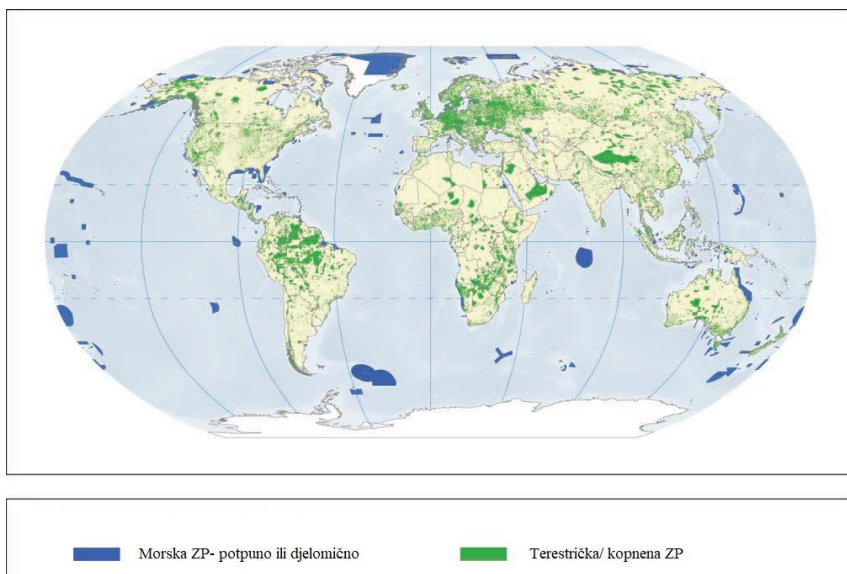 Morska ZP- potpuno ili djelomično
Terestrička/ kopnena ZP